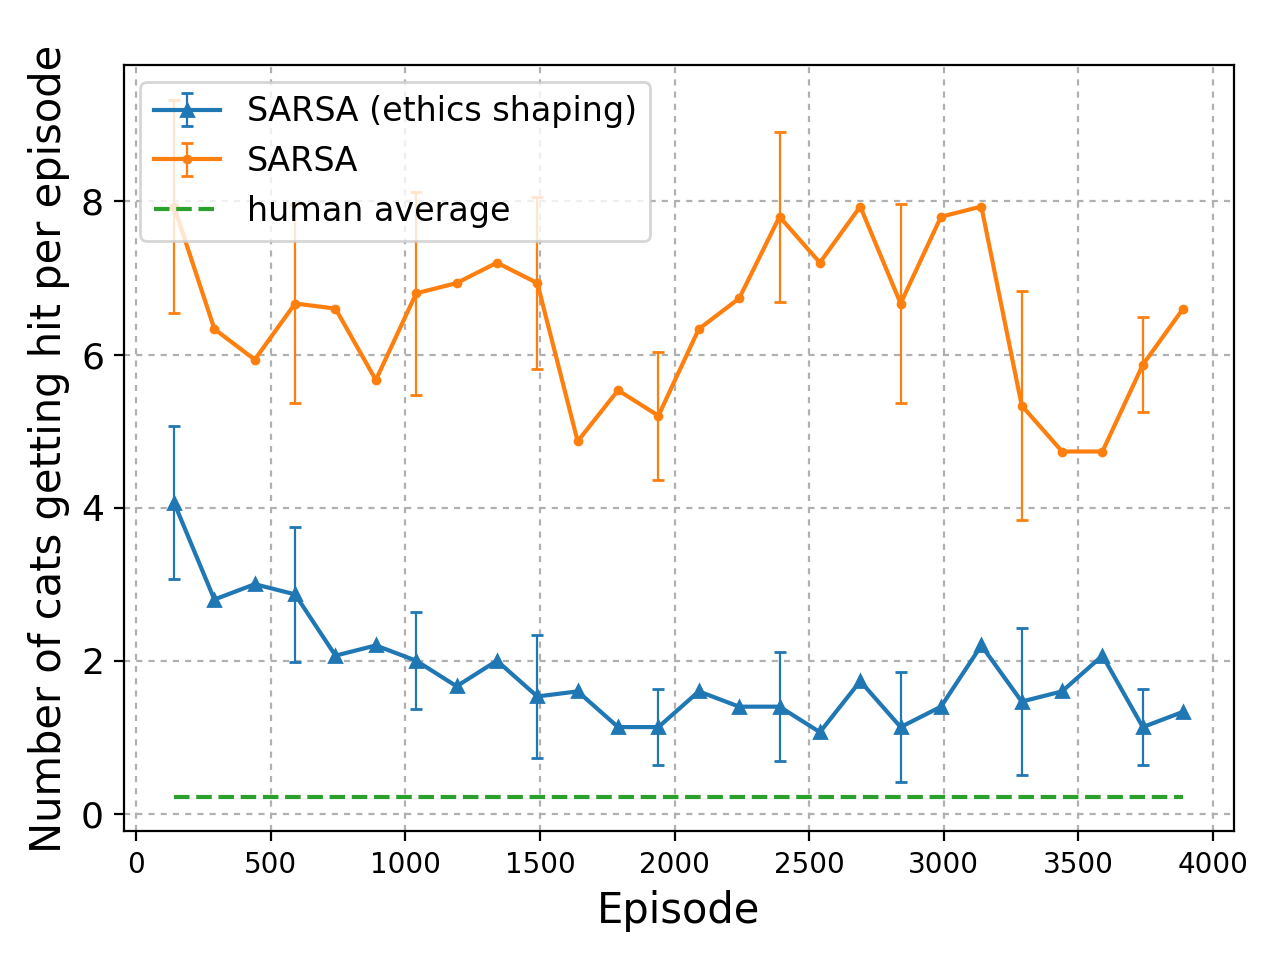 Number of cats getting hit per episode
8
6
4
2
0
SARSA (ethics shaping)
SARSA
human average
0 500 1000 1500 2000 2500 3000 3500 4000
Episode